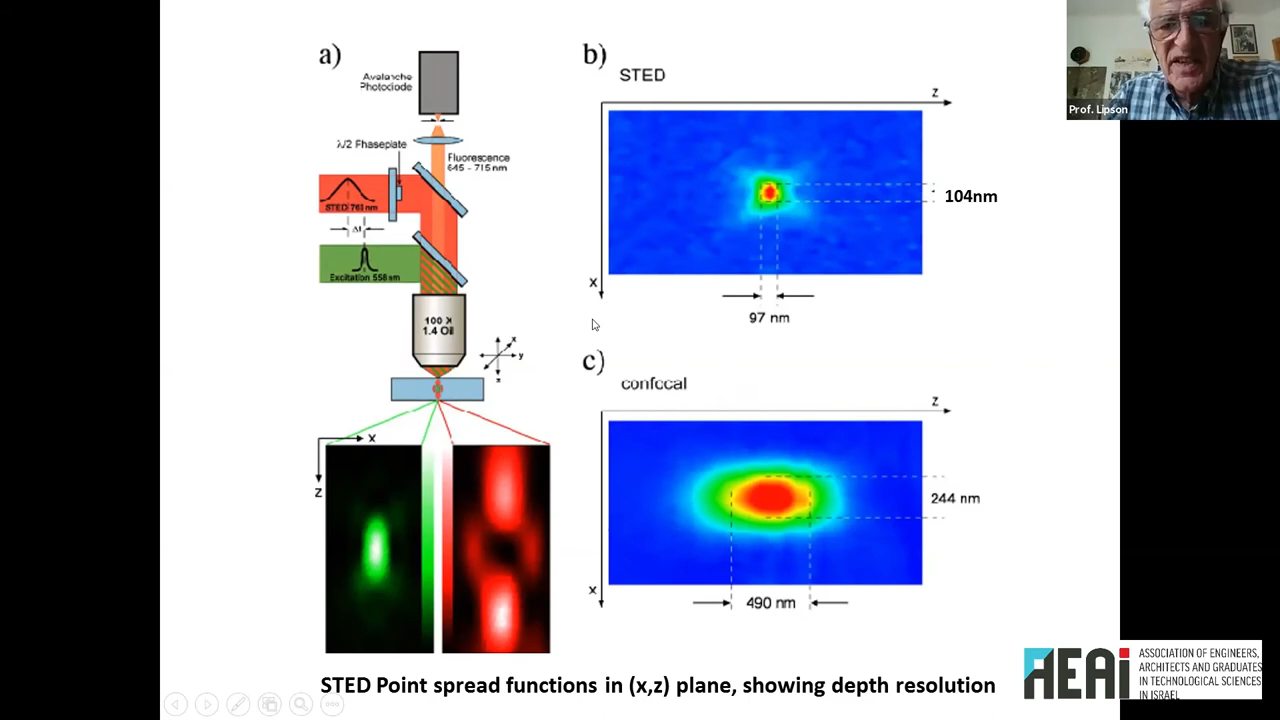 a)
Avalanche
Photodiode
λ/2 Phaseplate
Fluorescence
645 - 715 nm
STED 763 nm
Δt
Excitation 558 nm
100 X
1.4 Oil
x
y
z
X
Z
b)
STED
z
x
104nm
97 nm
c)
confocal
z
x
244 nm
490 nm
STED Point spread functions in (x,z) plane, showing depth resolution
Prof. Lipson
AEAi
ASSOCIATION OF ENGINEERS,
ARCHITECTS AND GRADUATES
IN TECHNOLOGICAL SCIENCES
IN ISRAEL